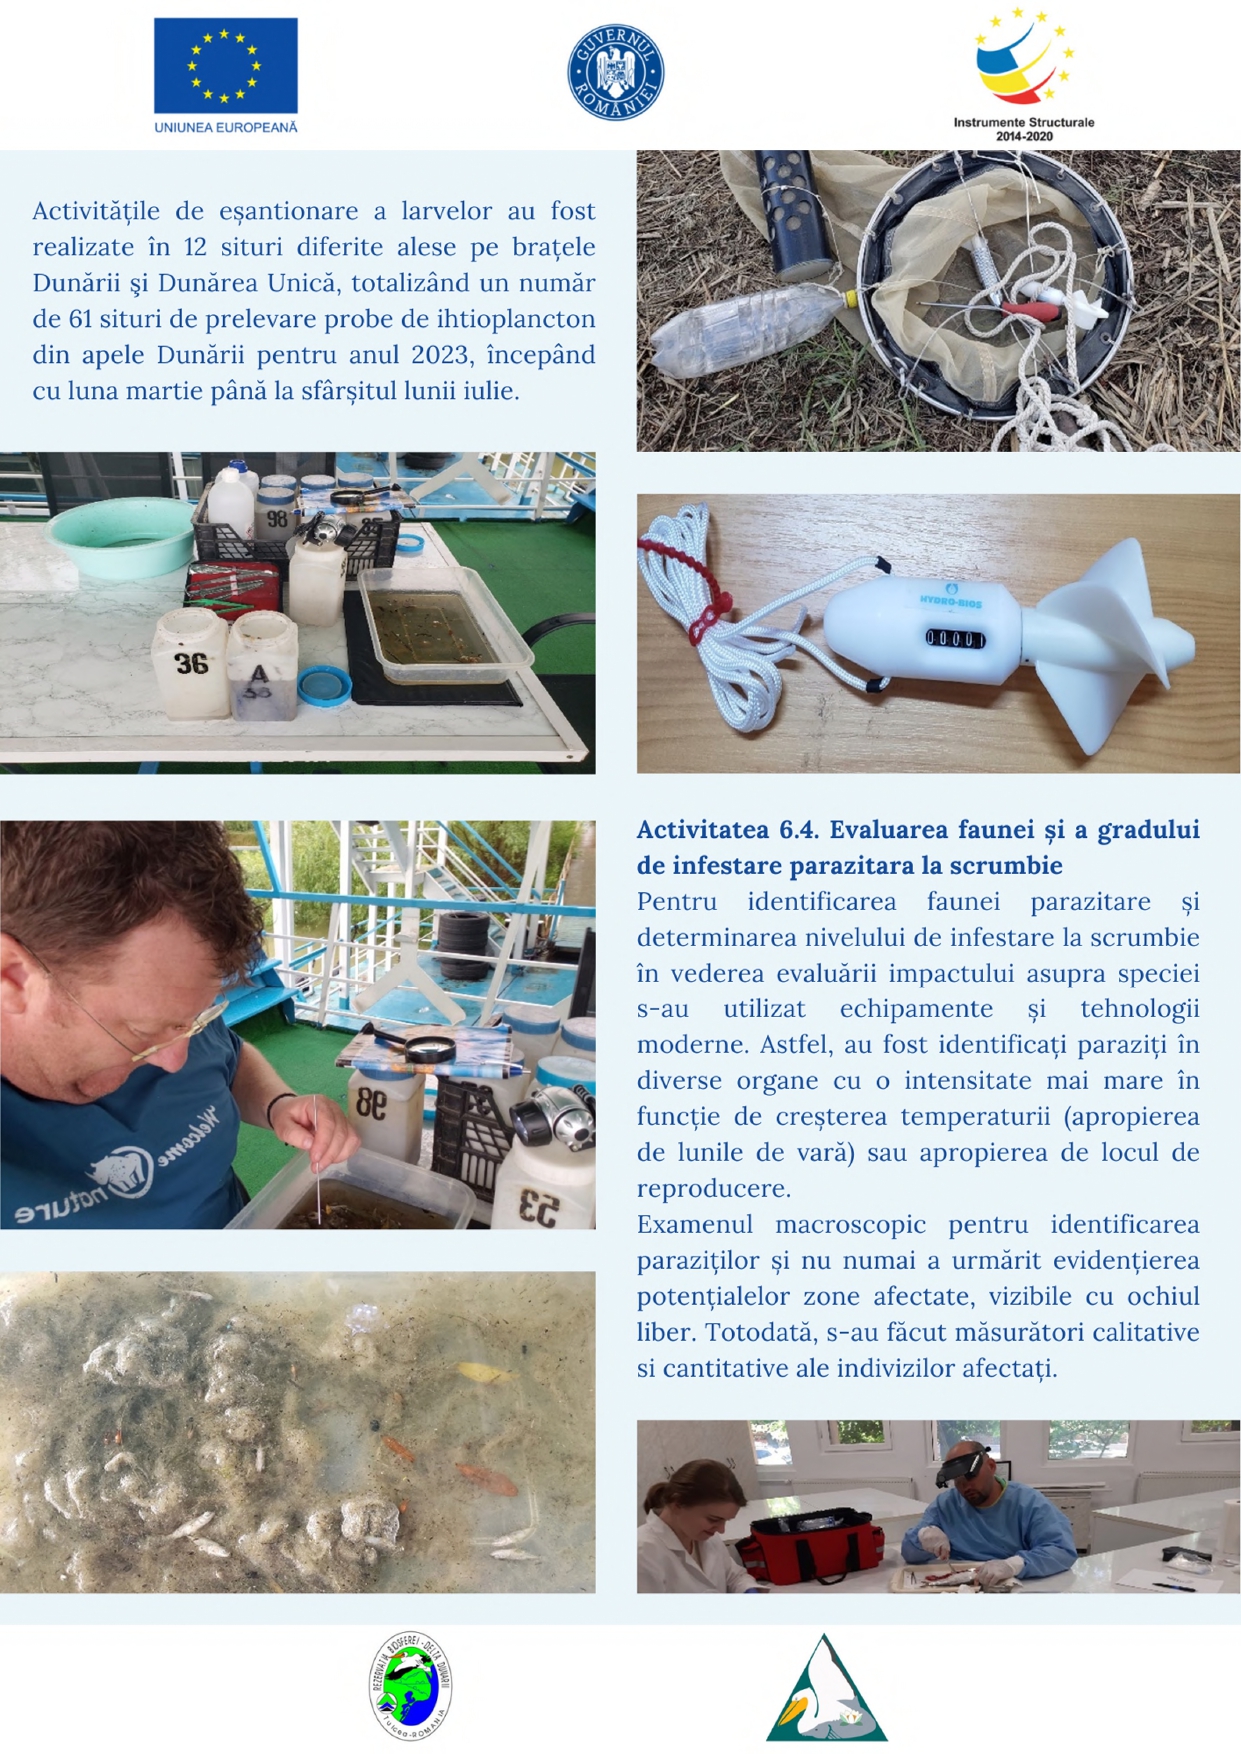 UNIUNEA EUROPEANĂ
GUVERNUL ROMÂNIEI
Instrumente Structurale
2014-2020
Activitățile de eșantionare a larvelor au fost
realizate în 12 situri diferite alese pe brațele
Dunării şi Dunărea Unică, totalizând un număr
de 61 situri de prelevare probe de ihtioplancton
din apele Dunării pentru anul 2023, începând
cu luna martie până la sfârșitul lunii iulie.
98
36
A
53
HYDRO-BIOS
00001
Activitatea 6.4. Evaluarea faunei și a gradului
de infestare parazitara la scrumbie
Pentru identificarea faunei parazitare și
determinarea nivelului de infestare la scrumbie
în vederea evaluării impactului asupra speciei
s-au utilizat echipamente și tehnologii
moderne. Astfel, au fost identificați paraziți în
diverse organe cu o intensitate mai mare în
funcție de creșterea temperaturii (apropierea
de lunile de vară) sau apropierea de locul de
reproducere.
Examenul macroscopic pentru identificarea
paraziților și nu numai a urmărit evidențierea
potențialelor zone afectate, vizibile cu ochiul
liber. Totodată, s-au făcut măsurători calitative
si cantitative ale indivizilor afectați.
98
Welcome
nature
53
REZERVAȚIA BIOSFEREI - DELTA DUNĂRII
Tulcea-ROMANIA